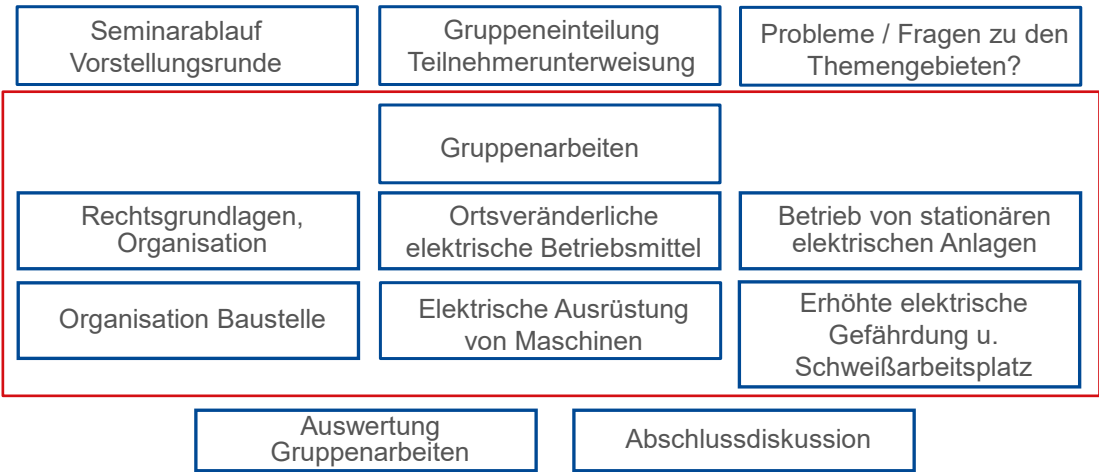 Seminarablauf
Vorstellungsrunde
Gruppeneinteilung
Teilnehmerunterweisung
Probleme / Fragen zu den
Themengebieten?
Gruppenarbeiten
Rechtsgrundlagen,
Organisation
Ortsveränderliche
elektrische Betriebsmittel
Betrieb von stationären
elektrischen Anlagen
Organisation Baustelle
Elektrische Ausrüstung
von Maschinen
Erhöhte elektrische
Gefährdung u.
Schweißarbeitsplatz
Auswertung
Gruppenarbeiten
Abschlussdiskussion